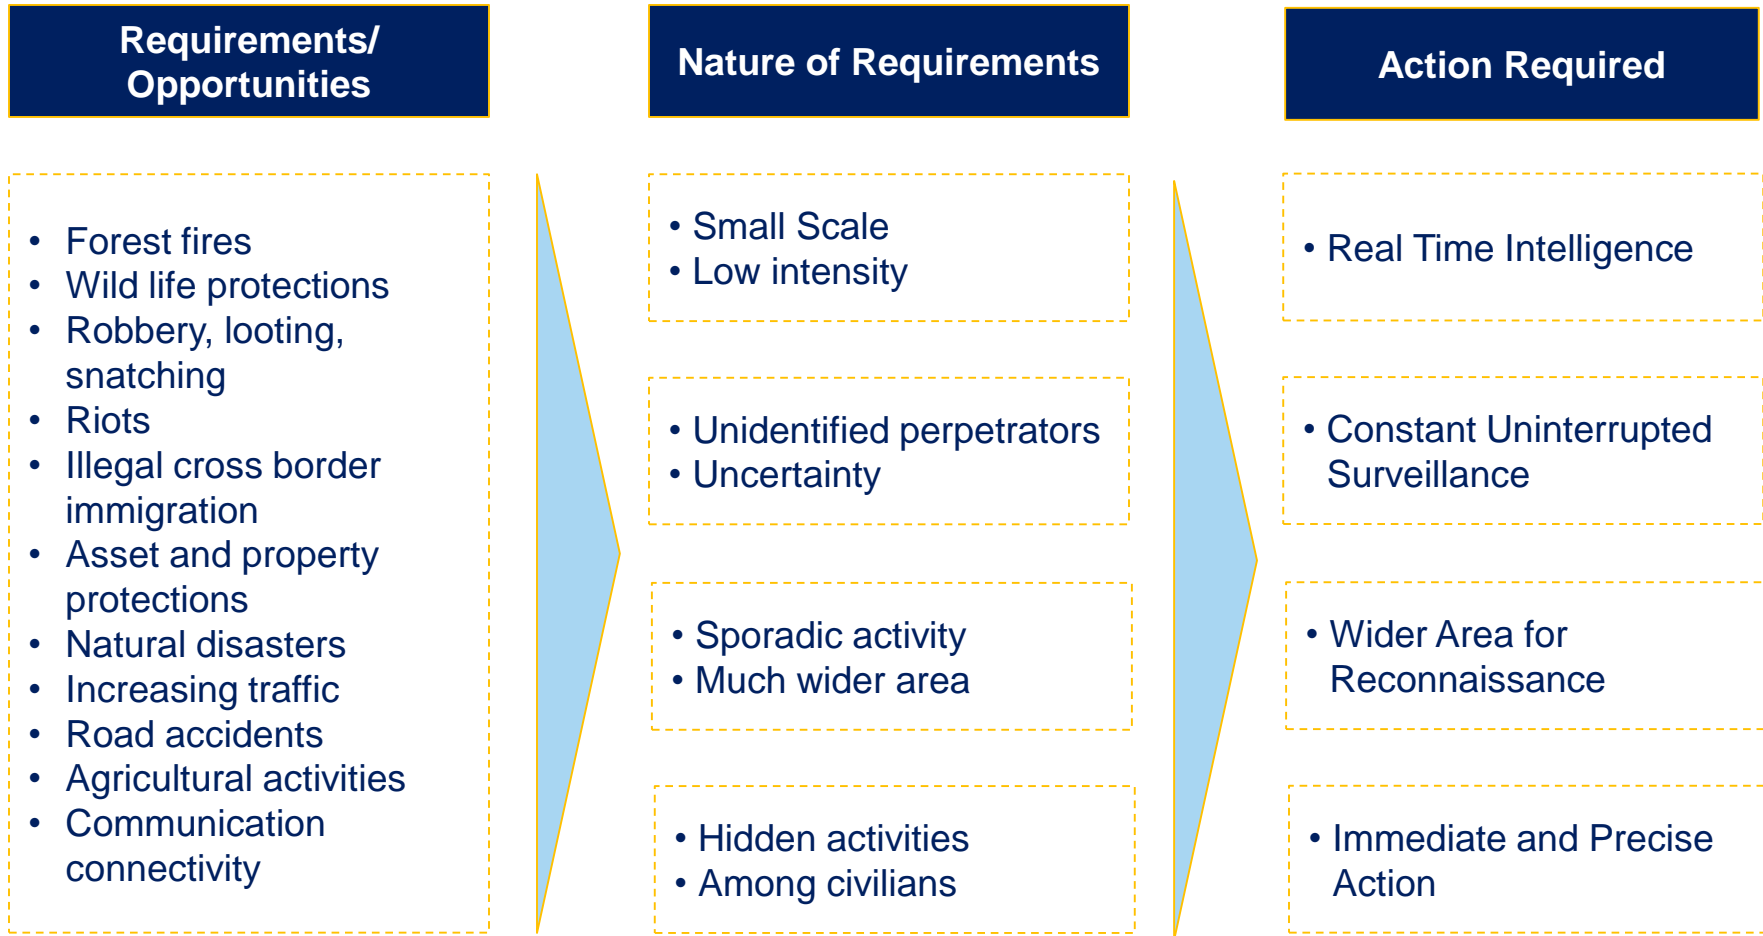 Requirements/
Opportunities
• Forest fires
• Wild life protections
• Robbery, looting,
snatching
• Riots
• Illegal cross border
immigration
• Asset and property
protections
• Natural disasters
• Increasing traffic
• Road accidents
• Agricultural activities
• Communication
connectivity
Nature of Requirements
• Small Scale
• Low intensity
• Unidentified perpetrators
• Uncertainty
• Sporadic activity
• Much wider area
• Hidden activities
• Among civilians
Action Required
• Real Time Intelligence
• Constant Uninterrupted
Surveillance
• Wider Area for
Reconnaissance
• Immediate and Precise
Action